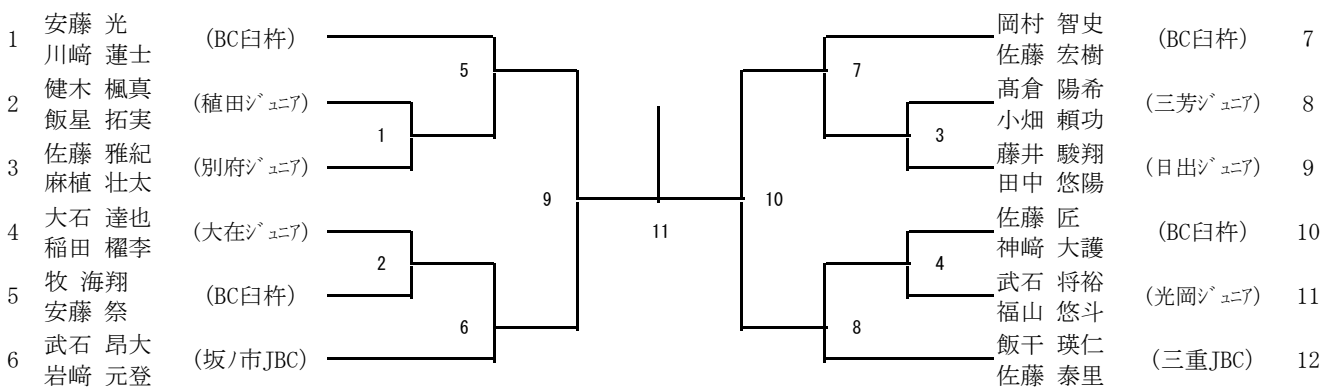 安藤 光
1 (BC臼杵)
川﨑 蓮士
健木 楓真
2 (稙田ジュニア)
飯星 拓実
佐藤 雅紀
3 (別府ジュニア)
麻植 壮太
大石 達也
4 (大在ジュニア)
稲田 櫂李
牧 海翔
5 (BC臼杵)
安藤 祭
武石 昂大
6 (坂ノ市JBC)
岩﨑 元登
5
1
9
2
6
11
7
3
10
4
8
岡村 智史
(BC臼杵) 7
佐藤 宏樹
髙倉 陽希
(三芳ジュニア) 8
小畑 頼功
藤井 駿翔
(日出ジュニア) 9
田中 悠陽
佐藤 匠
(BC臼杵) 10
神﨑 大護
武石 将裕
(光岡ジュニア) 11
福山 悠斗
飯干 瑛仁
(三重JBC) 12
佐藤 泰里